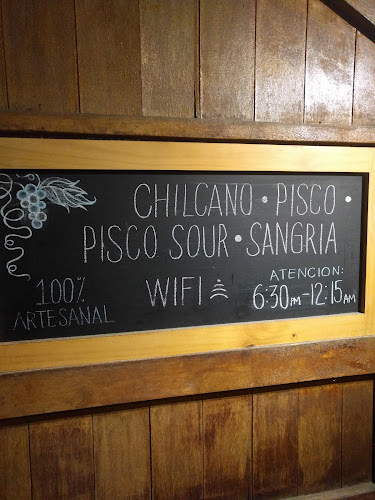 CHILCANO • PISCO •
PISCO SOUR • SANGRIA
100% ARTESANAL
WIFI
ATENCION:
6:30PM-12:15AM